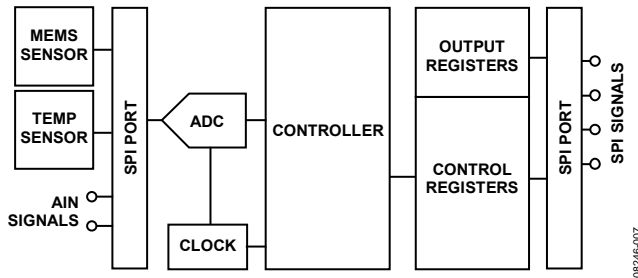 MEMS
SENSOR
TEMP
SENSOR
AIN
SIGNALS
SPI PORT
ADC
CLOCK
CONTROLLER
OUTPUT
REGISTERS
CONTROL
REGISTERS
SPI PORT
SPI SIGNALS
08246-007